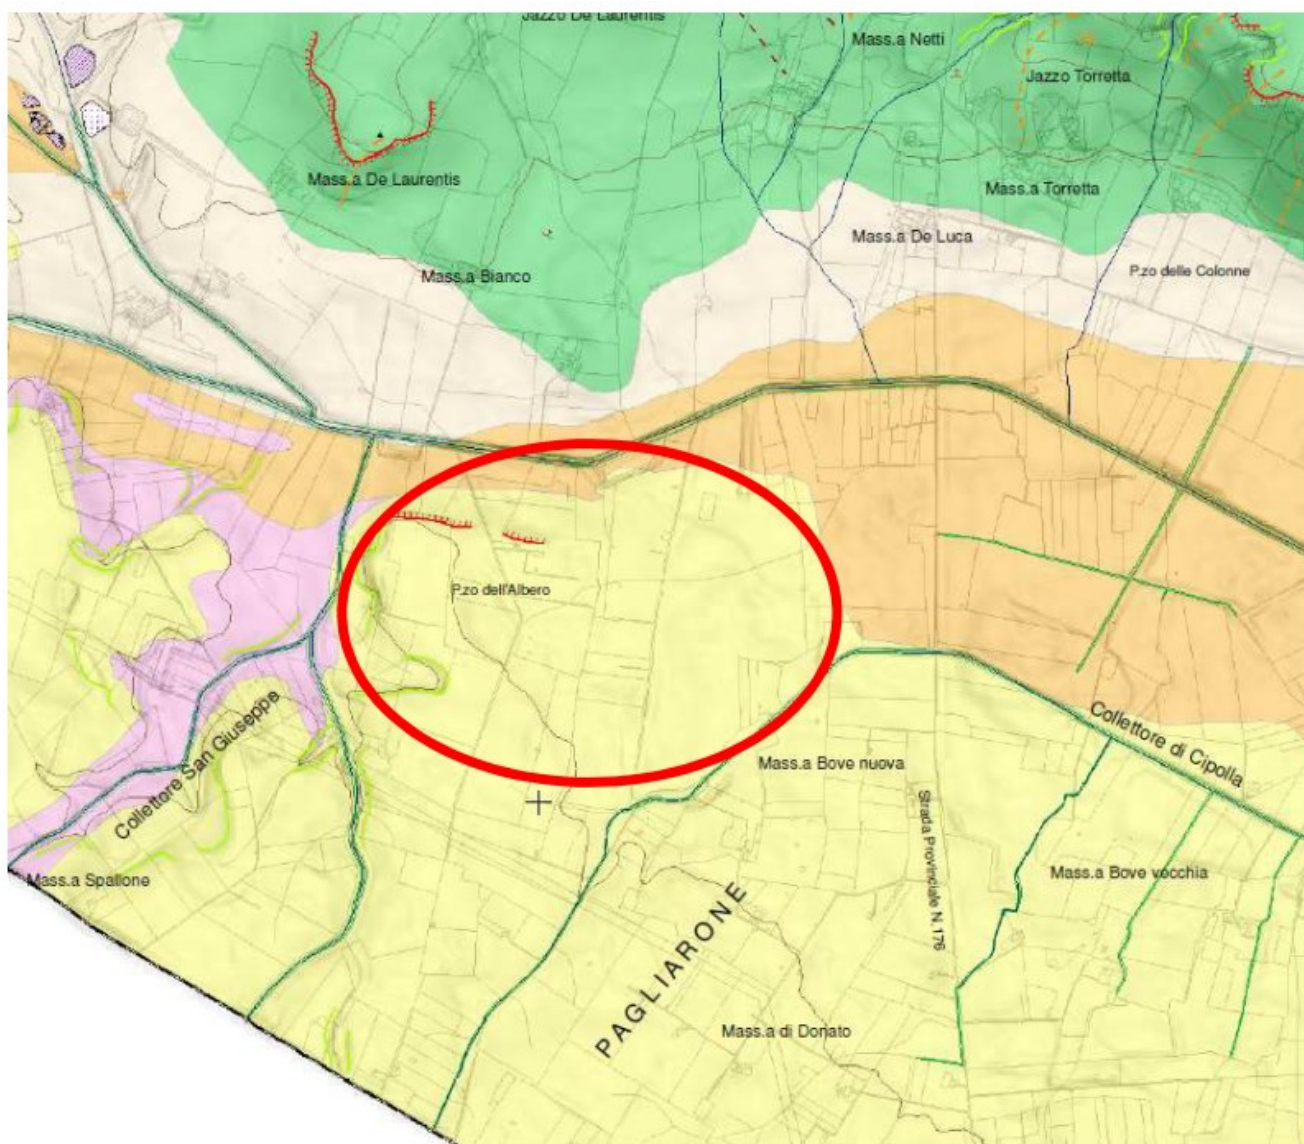 Jazzo De Laurentis
Mass.a Netti
Jazzo Torretta
Mass.a De Laurentis
Mass.a Torretta
Mass.a De Luca
Mass.a Bianco
P.zo delle Colonne
P.zo dell'Albero
Collettore San Giuseppe
Collettore di Cipolla
Mass.a Bove nuova
Strada Provinciale N.176
Mass.a Spallone
Mass.a Bove vecchia
PAGLIARONE
Mass.a di Donato